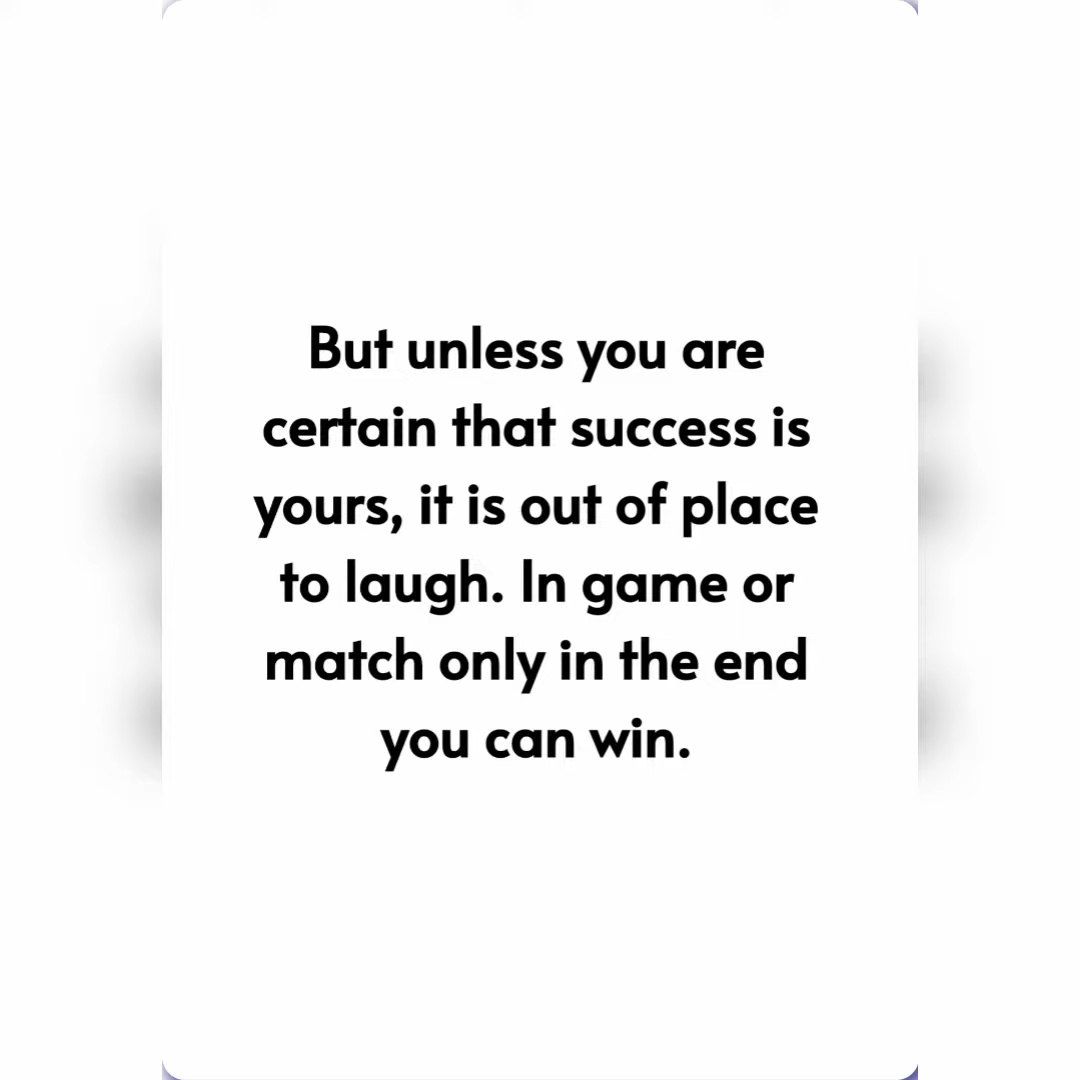 But unless you are
certain that success is
yours, it is out of place
to laugh. In game or
match only in the end
you can win.